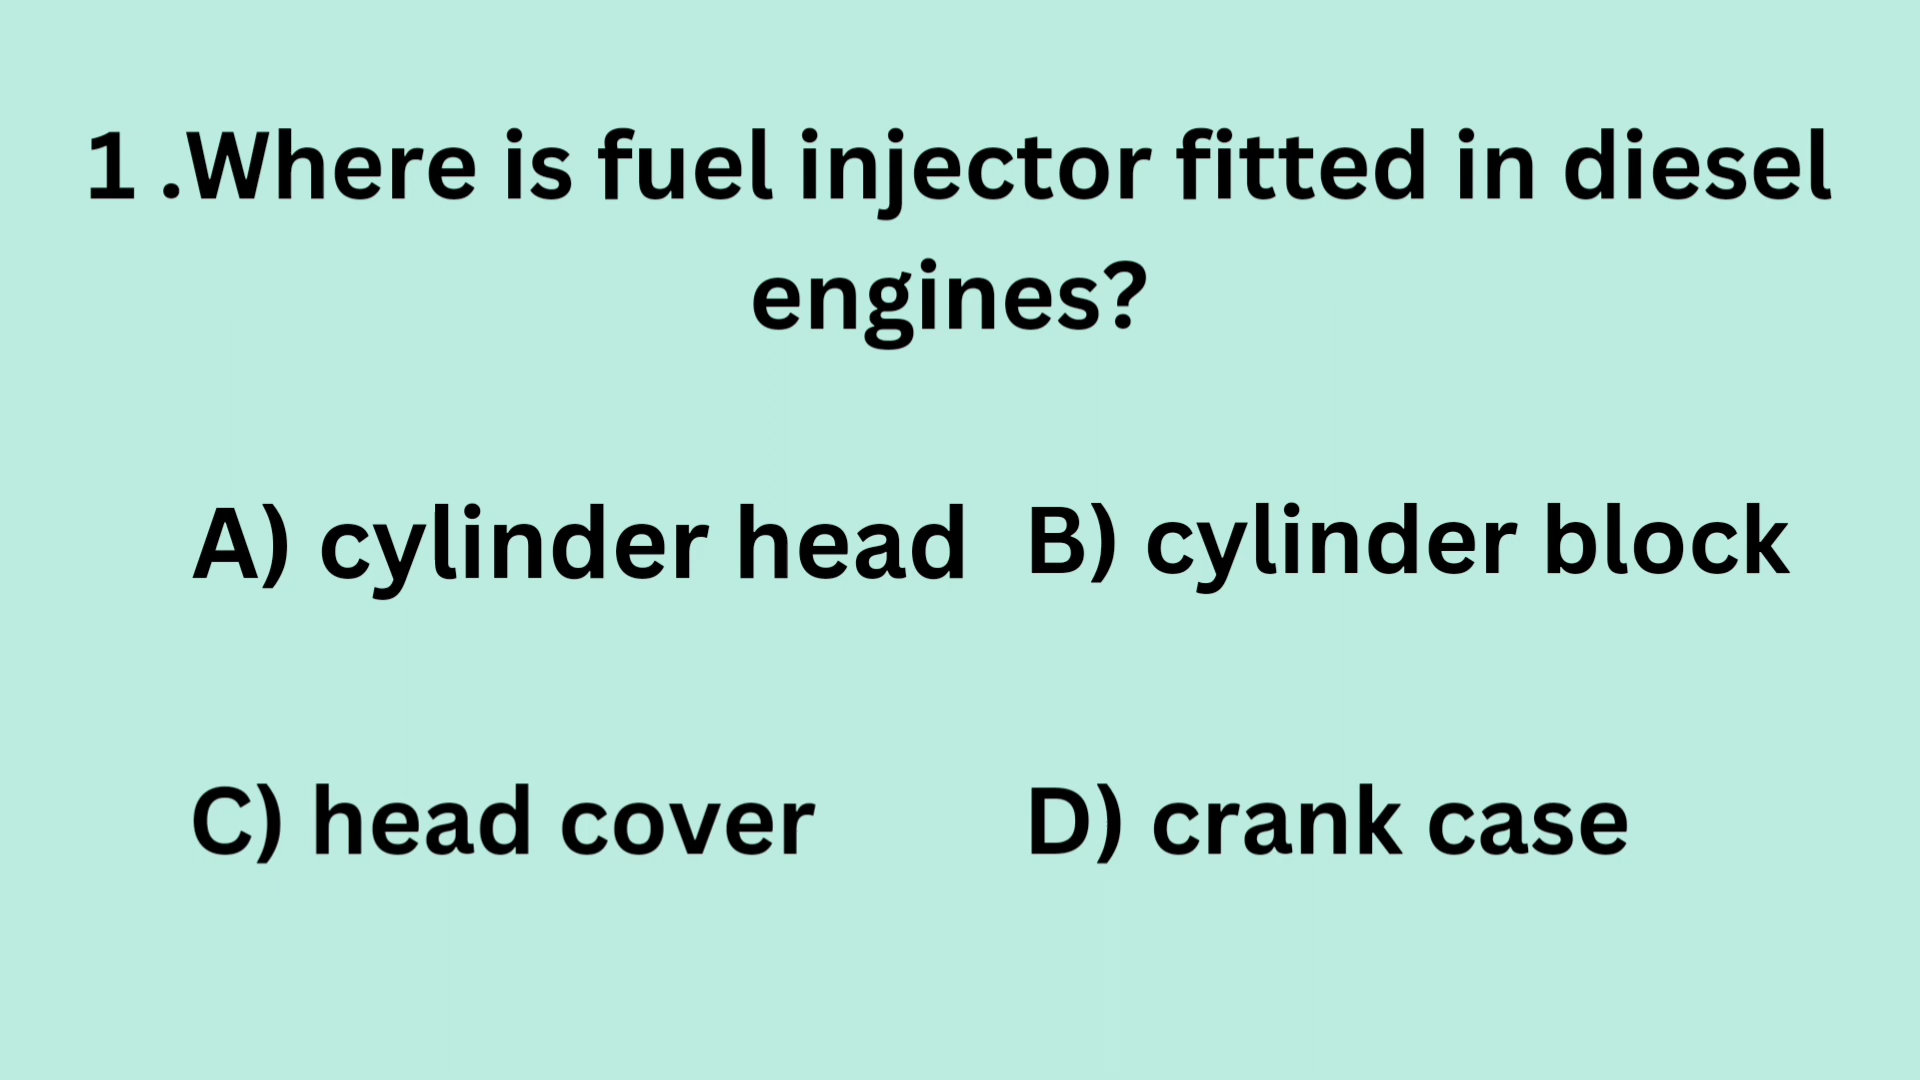 1 .Where is fuel injector fitted in diesel
engines?
A) cylinder head
B) cylinder block
C) head cover
D) crank case